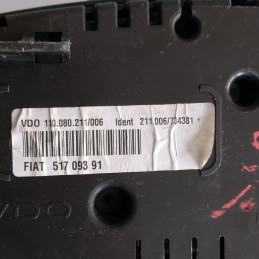 VDO 110.080.211/006 Ident 211.006/704381 *
FIAT 517 093 91
VDO